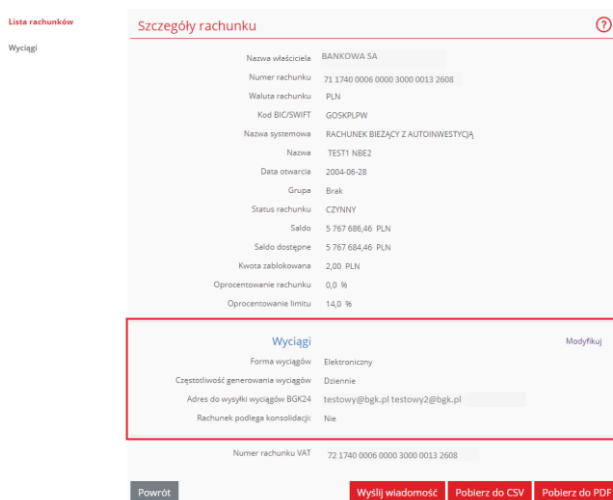 Lista rachunków
Wyciągi
Szczegóły rachunku
?
Nazwa właściciela BANKOWA SA
Numer rachunku 71 1740 0006 0000 3000 0013 2608
Waluta rachunku PLN
Kod BIC/SWIFT GOSKPLPW
Nazwa systemowa RACHUNEK BIEŻĄCY Z AUTOINWESTYCJĄ
Nazwa TEST1 NBE2
Data otwarcia 2004-06-28
Grupa Brak
Status rachunku CZYNNY
Saldo 5 767 686,46 PLN
Saldo dostępne 5 767 684,46 PLN
Kwota zablokowana 2,00 PLN
Oprocentowanie rachunku 0,0 %
Oprocentowanie limitu 14,0 %
Wyciągi Modyfikuj
Forma wyciągów Elektroniczny
Częstotliwość generowania wyciągów Dziennie
Adres do wysyłki wyciągów BGK24 testowy@bgk.pl testowy2@bgk.pl
Rachunek podlega konsolidacji: Nie
Numer rachunku VAT 72 1740 0006 0000 3000 0013 2608
Powrót Wyślij wiadomość Pobierz do CSV Pobierz do PDF